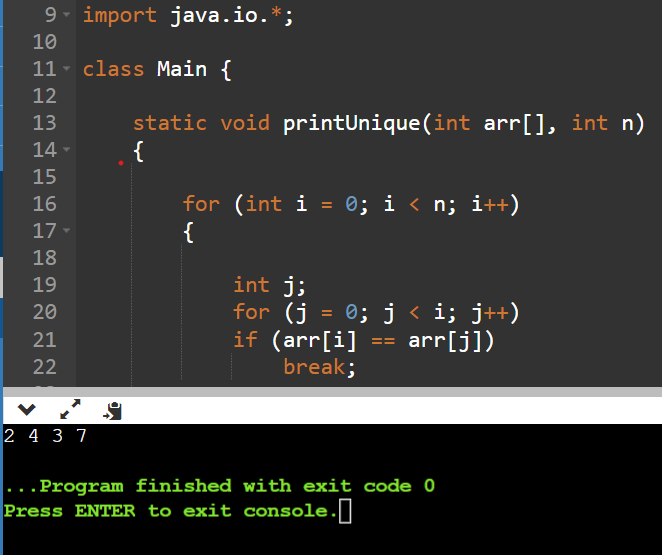 9 import java.io.*;
10
11 class Main {
12
13 static void printUnique(int arr[], int n)
14 {
15
16 for (int i = 0; i < n; i++)
17 {
18
19 int j;
20 for (j = 0; j < i; j++)
21 if (arr[i] == arr[j])
22 break;
2 4 3 7
...Program finished with exit code 0
Press ENTER to exit console.